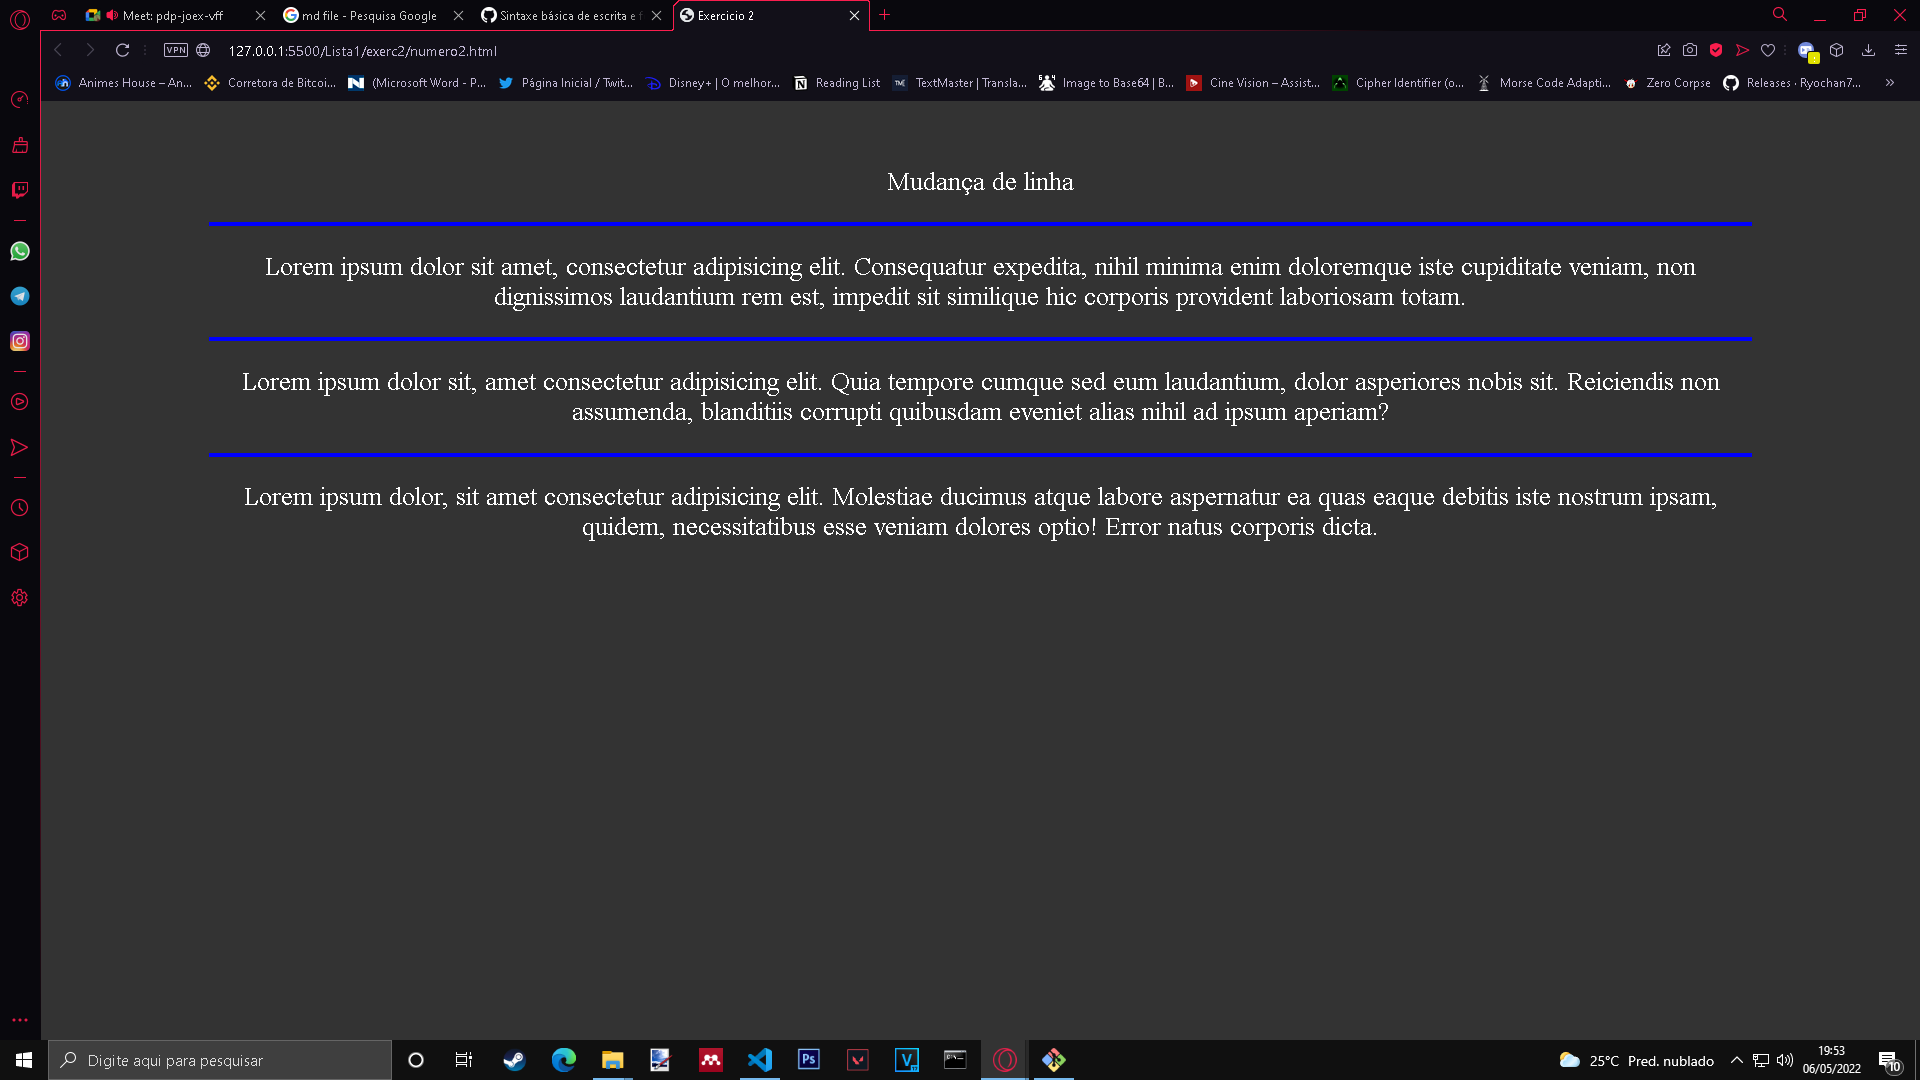 Meet: pdp-joex-vff
md file - Pesquisa Google
Sintaxe básica de escrita e f
Exercicio 2
VPN
127.0.0.1:5500/Lista1/exerc2/numero2.html
Animes House – An...
Corretora de Bitcoi...
(Microsoft Word - P...
Página Inicial / Twit...
Disney+ | O melhor...
Reading List
TextMaster | Transla...
Image to Base64 | B...
Cine Vision – Assist...
Cipher Identifier (o...
Morse Code Adapti...
Zero Corpse
Releases · Ryochan7...
Mudança de linha
Lorem ipsum dolor sit amet, consectetur adipisicing elit. Consequatur expedita, nihil minima enim doloremque iste cupiditate veniam, non
dignissimos laudantium rem est, impedit sit similique hic corporis provident laboriosam totam.
Lorem ipsum dolor sit, amet consectetur adipisicing elit. Quia tempore cumque sed eum laudantium, dolor asperiores nobis sit. Reiciendis non
assumenda, blanditiis corrupti quibusdam eveniet alias nihil ad ipsum aperiam?
Lorem ipsum dolor, sit amet consectetur adipisicing elit. Molestiae ducimus atque labore aspernatur ea quas eaque debitis iste nostrum ipsam,
quidem, necessitatibus esse veniam dolores optio! Error natus corporis dicta.
Digite aqui para pesquisar
Ps
V
25°C Pred. nublado
19:53
06/05/2022
10